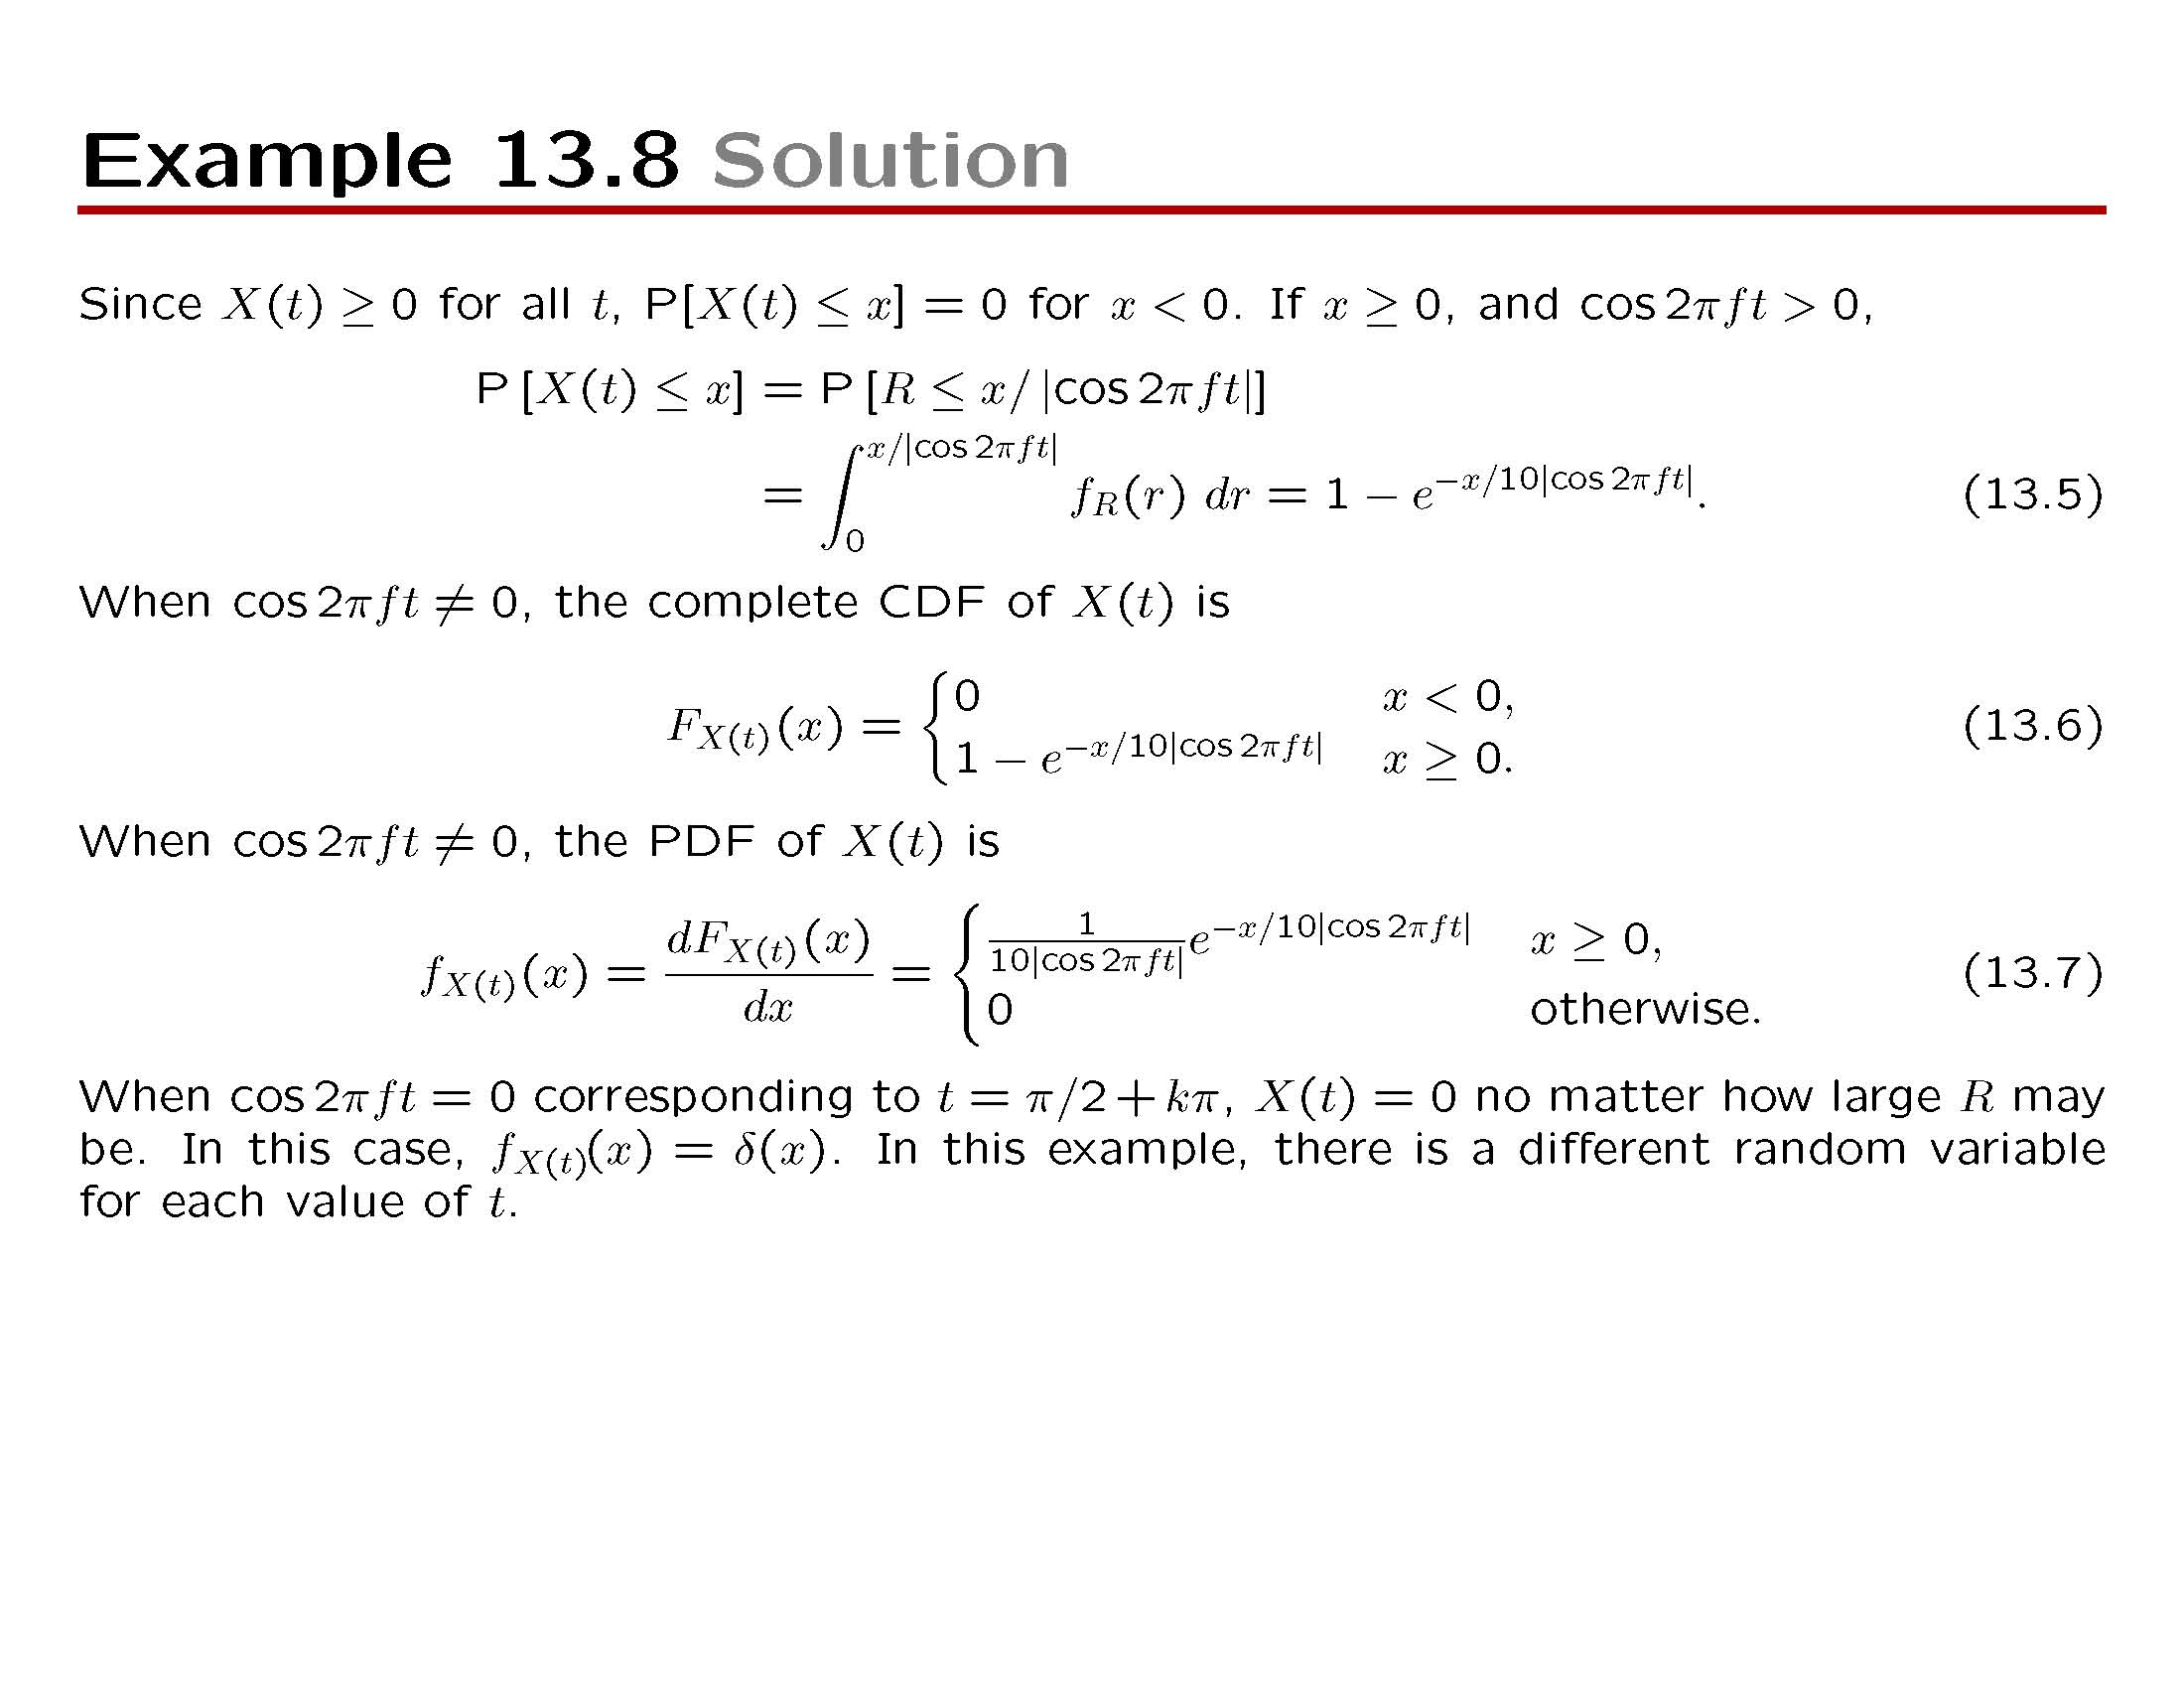 Example 13.8 Solution
Since X(t) ≥ 0 for all t, P[X(t) ≤ x] = 0 for x < 0. If x ≥ 0, and cos 2πft > 0,
P [X(t) ≤ x] = P [R ≤ x/ |cos 2πft|]
= ∫_0^{x/|cos 2πft|} f_R(r) dr = 1 − e^{−x/10|cos 2πft|}. (13.5)
When cos 2πft ≠ 0, the complete CDF of X(t) is
F_{X(t)}(x) = { 0 x < 0,
1 − e^{−x/10|cos 2πft|} x ≥ 0. (13.6)
When cos 2πft ≠ 0, the PDF of X(t) is
f_{X(t)}(x) = dF_{X(t)}(x)/dx = { 1/10|cos 2πft| e^{−x/10|cos 2πft|} x ≥ 0,
0 otherwise. (13.7)
When cos 2πft = 0 corresponding to t = π/2 + kπ, X(t) = 0 no matter how large R may
be. In this case, f_{X(t)}(x) = δ(x). In this example, there is a different random variable
for each value of t.